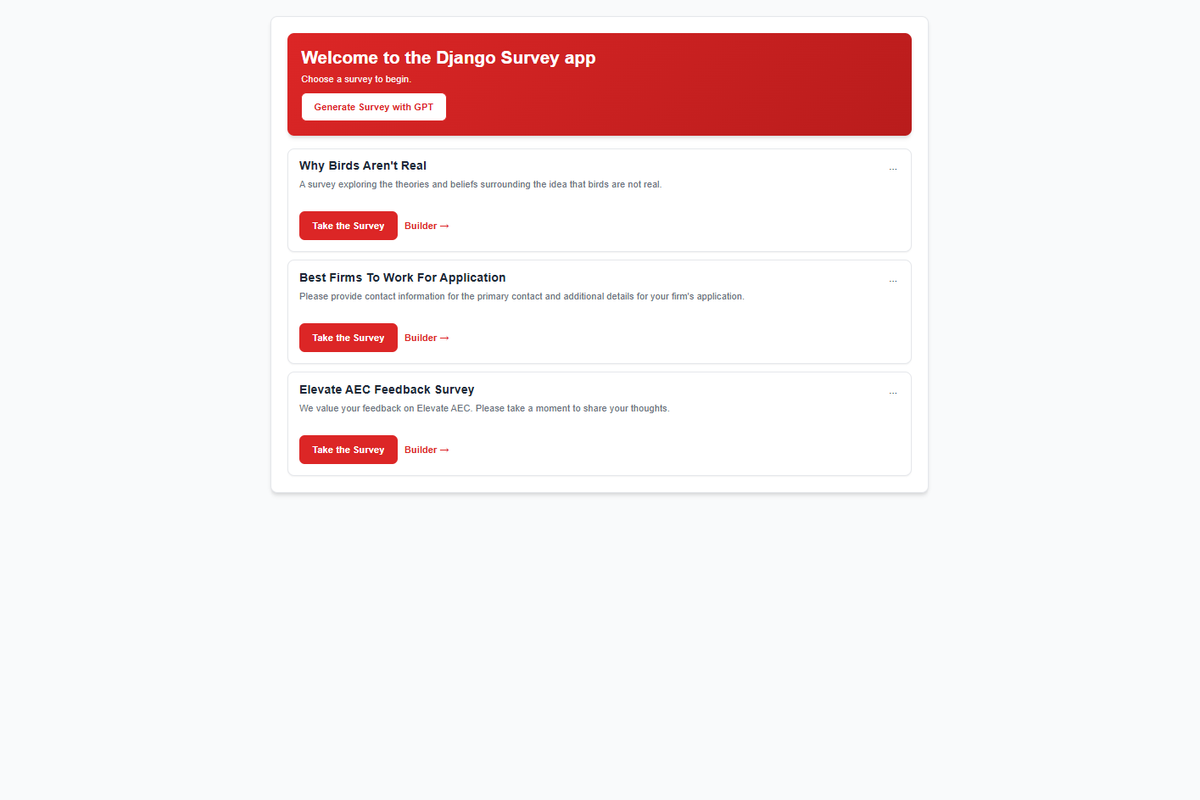 Welcome to the Django Survey app
Choose a survey to begin.
Generate Survey with GPT
Why Birds Aren't Real
...
A survey exploring the theories and beliefs surrounding the idea that birds are not real.
Take the Survey
Builder →
Best Firms To Work For Application
...
Please provide contact information for the primary contact and additional details for your firm's application.
Take the Survey
Builder →
Elevate AEC Feedback Survey
...
We value your feedback on Elevate AEC. Please take a moment to share your thoughts.
Take the Survey
Builder →